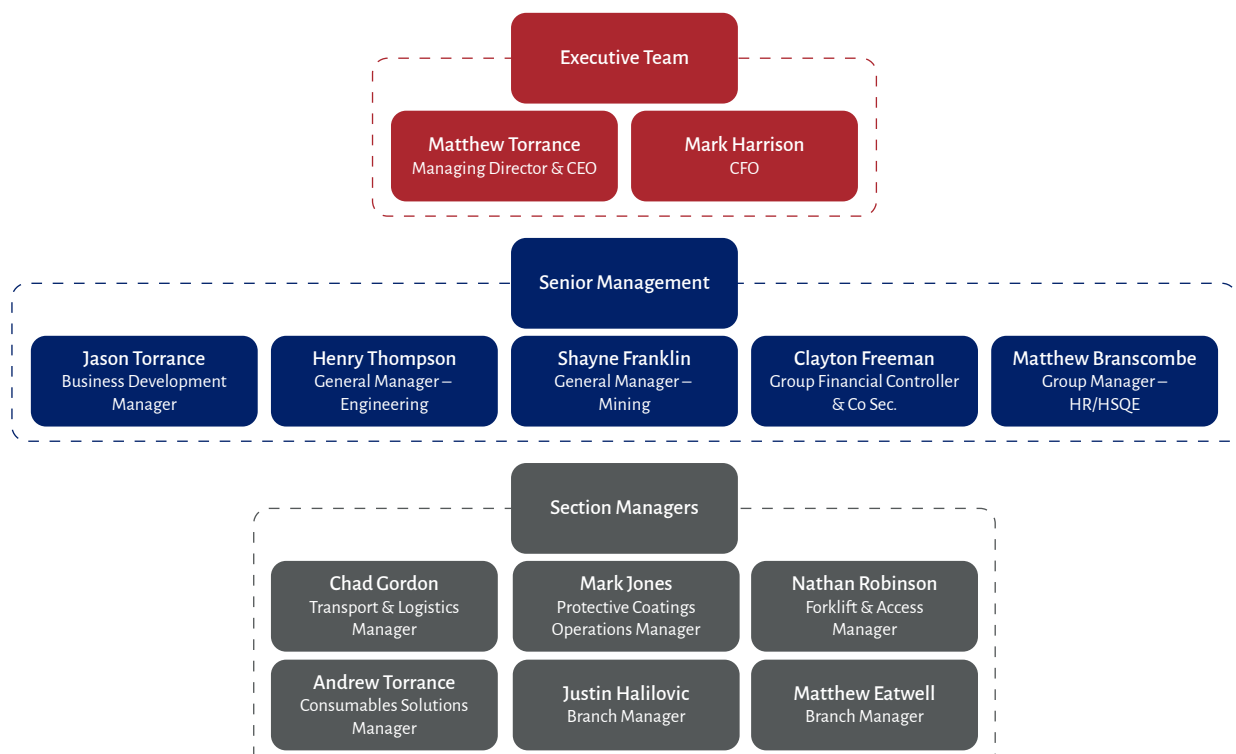 Executive Team
Matthew Torrance
Managing Director & CEO
Mark Harrison
CFO
Senior Management
Jason Torrance
Business Development
Manager
Henry Thompson
General Manager –
Engineering
Shayne Franklin
General Manager –
Mining
Clayton Freeman
Group Financial Controller
& Co Sec.
Matthew Branscombe
Group Manager –
HR/HSQE
Section Managers
Chad Gordon
Transport & Logistics
Manager
Mark Jones
Protective Coatings
Operations Manager
Nathan Robinson
Forklift & Access
Manager
Andrew Torrance
Consumables Solutions
Manager
Justin Halilovic
Branch Manager
Matthew Eatwell
Branch Manager